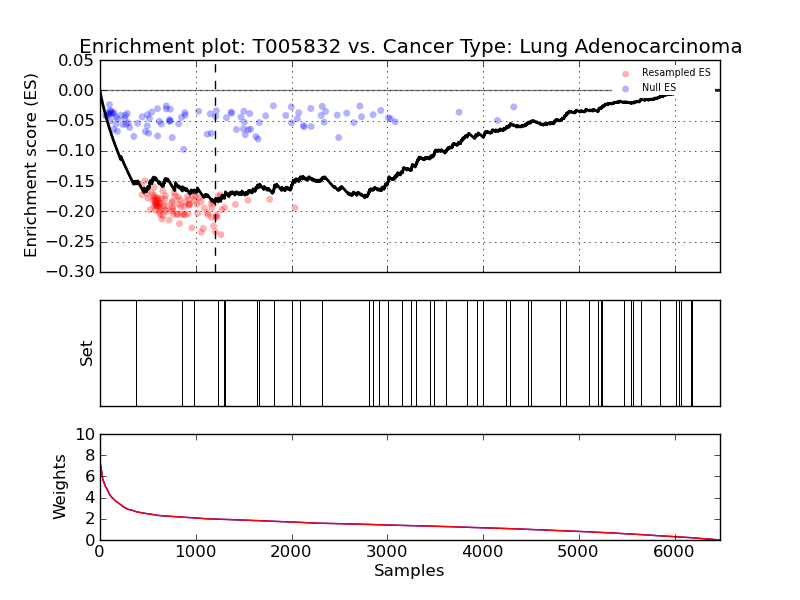 Enrichment plot: T005832 vs. Cancer Type: Lung Adenocarcinoma
Enrichment score (ES)
0.05
0.00
−0.05
−0.10
−0.15
−0.20
−0.25
−0.30
Resampled ES
Null ES
Set
Weights
10
8
6
4
2
0
0 1000 2000 3000 4000 5000 6000
Samples